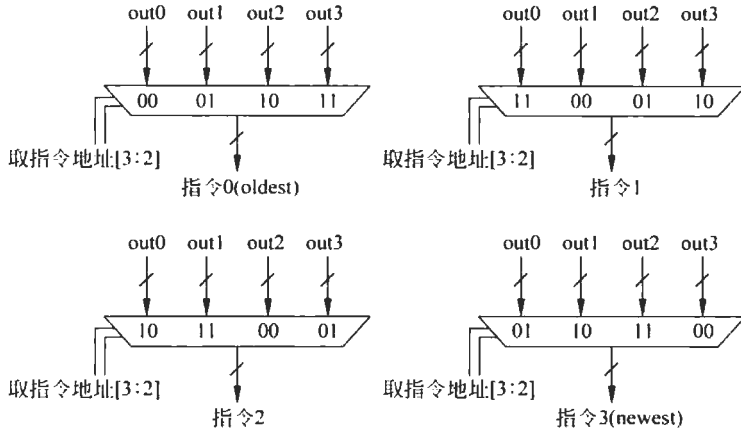 out0 out1 out2 out3
00 01 10 11
取指令地址[3:2]
指令0(oldest)
out0 out1 out2 out3
11 00 01 10
取指令地址[3:2]
指令1
out0 out1 out2 out3
10 11 00 01
取指令地址[3:2]
指令2
out0 out1 out2 out3
01 10 11 00
取指令地址[3:2]
指令3(newest)